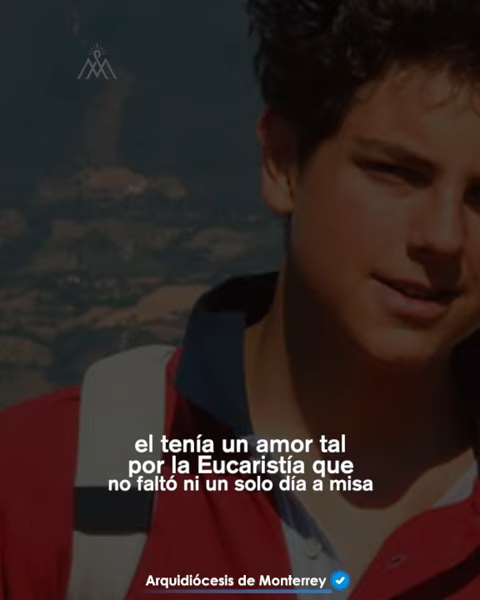 el tenía un amor tal
por la Eucaristía que
no faltó ni un solo día a misa
Arquidiócesis de Monterrey